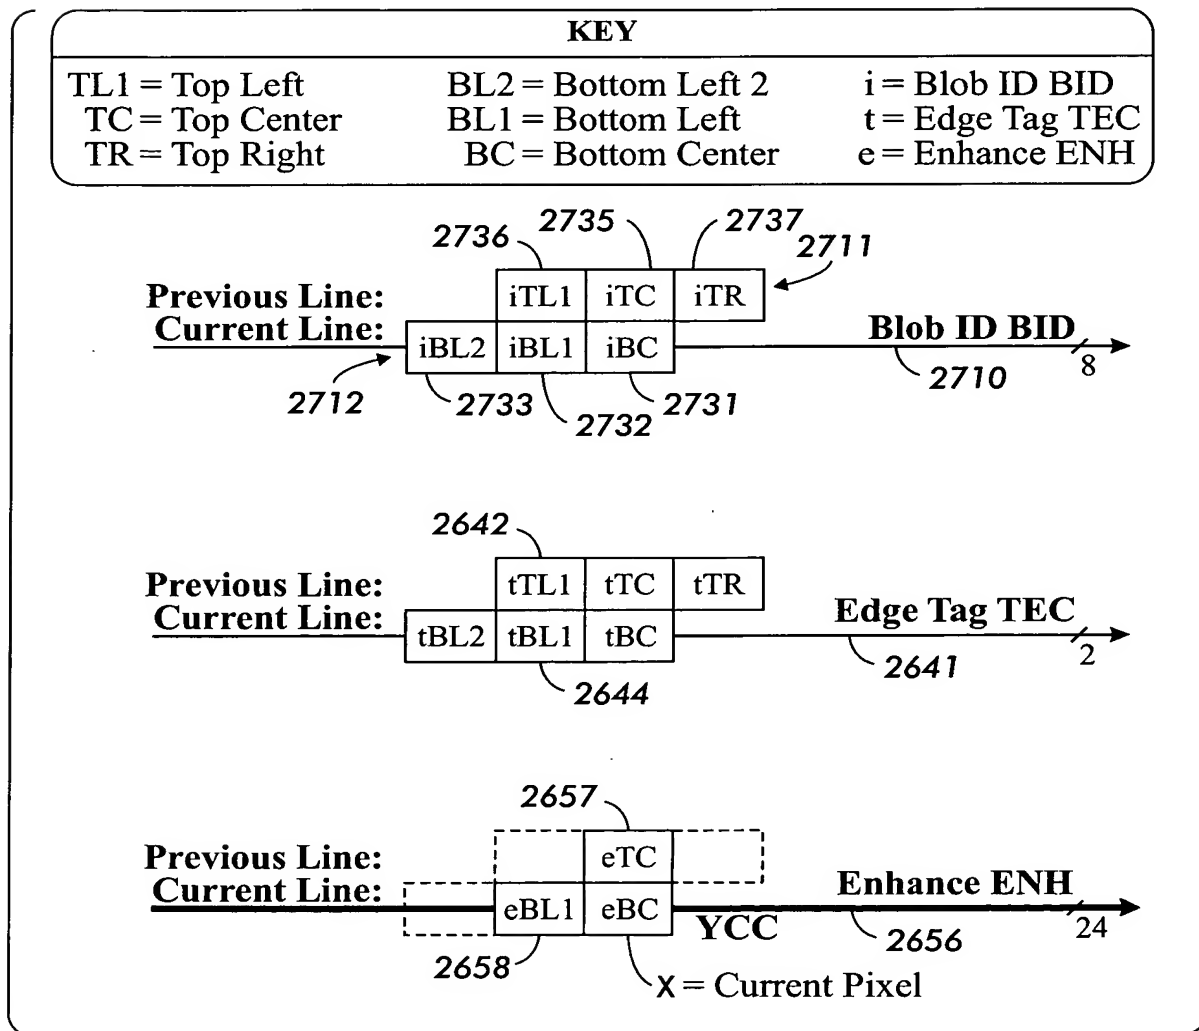 KEY
TL1 = Top Left BL2 = Bottom Left 2 i = Blob ID BID
TC = Top Center BL1 = Bottom Left t = Edge Tag TEC
TR = Top Right BC = Bottom Center e = Enhance ENH
2736 2735 2737 2711
Previous Line: iTL1 iTC iTR
Current Line: iBL2 iBL1 iBC Blob ID BID 8
2712 2733 2732 2731 2710
2642
Previous Line: tTL1 tTC tTR
Current Line: tBL2 tBL1 tBC Edge Tag TEC 2
2644 2641
2657
Previous Line: eTC
Current Line: eBL1 eBC YCC Enhance ENH 24
2658 2656
X = Current Pixel